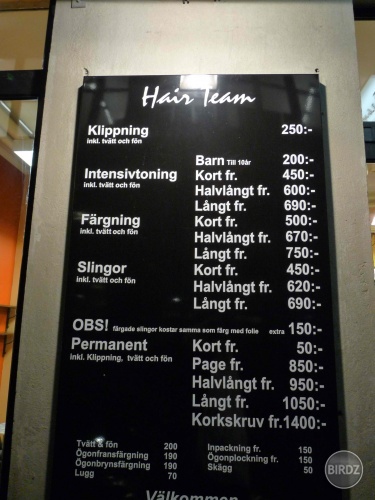 Hair Team
Klippning 250:-
inkl. tvätt och fön
Barn Till 10år 200:-
Intensivtoning Kort fr. 450:-
inkl. tvätt och fön
Halvlångt fr. 600:-
Långt fr. 690:-
Färgning Kort fr. 500:-
inkl. tvätt och fön
Halvlångt fr. 670:-
Långt fr. 750:-
Slingor Kort fr. 450:-
inkl. tvätt och fön
Halvlångt fr. 620:-
Långt fr. 690:-
OBS! färgade slingor kostar samma som färg med folie extra 150:-
Permanent Kort fr. 50:-
inkl. Klippning, tvätt och fön
Page fr. 850:-
Halvlångt fr. 950:-
Långt fr. 1050:-
Korkskruv fr.1400:-
Tvätt & fön 200
Ögonfransfärgning 190
Ögonbrynsfärgning 190
Lugg 70
Inpackning fr. 150
Ögonplockning fr. 150
Skägg 50
Välkommen
BIRDZ